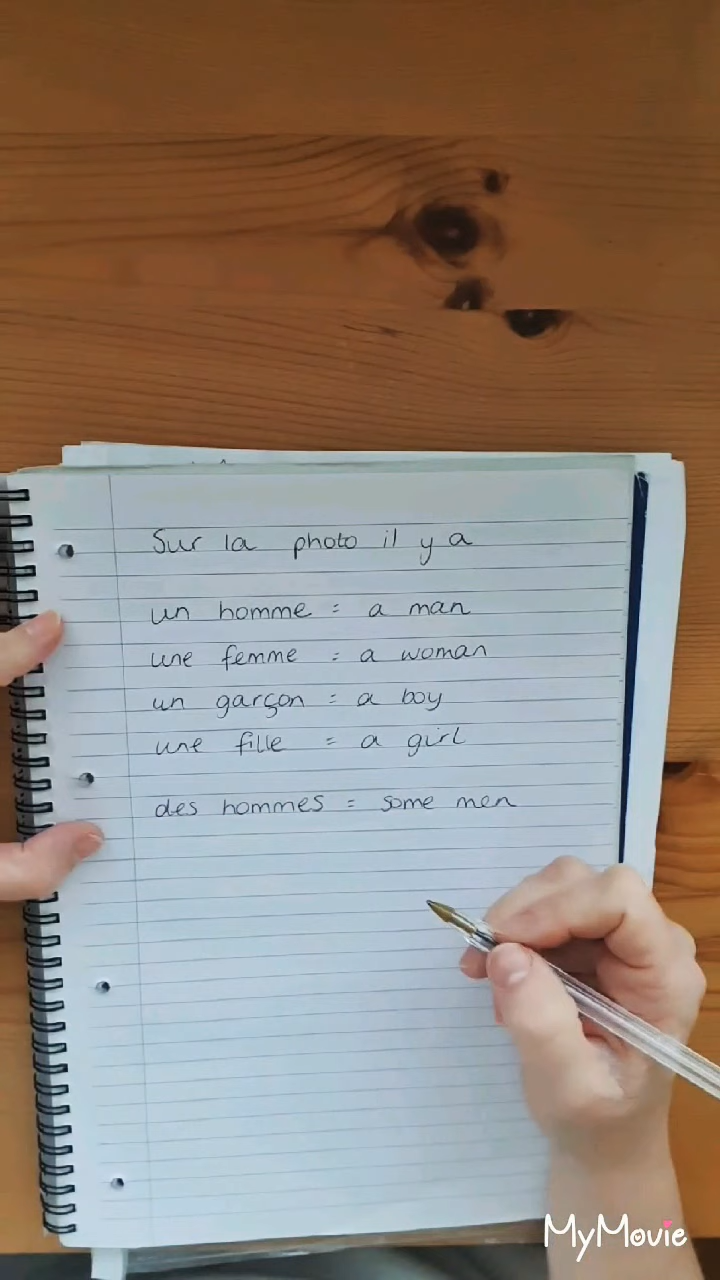 Sur la photo il y a
un homme = a man
une femme = a woman
un garçon = a boy
une fille = a girl
des hommes = some men
MyMovie